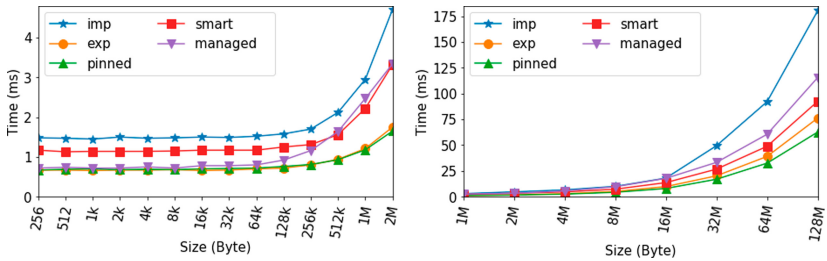 imp
exp
pinned
smart
managed
Time (ms)
4
3
2
1
0
256
512
1k
2k
4k
8k
16k
32k
64k
128k
256k
512k
1M
2M
Size (Byte)
imp
exp
pinned
smart
managed
Time (ms)
175
150
125
100
75
50
25
0
1M
2M
4M
8M
16M
32M
64M
128M
Size (Byte)